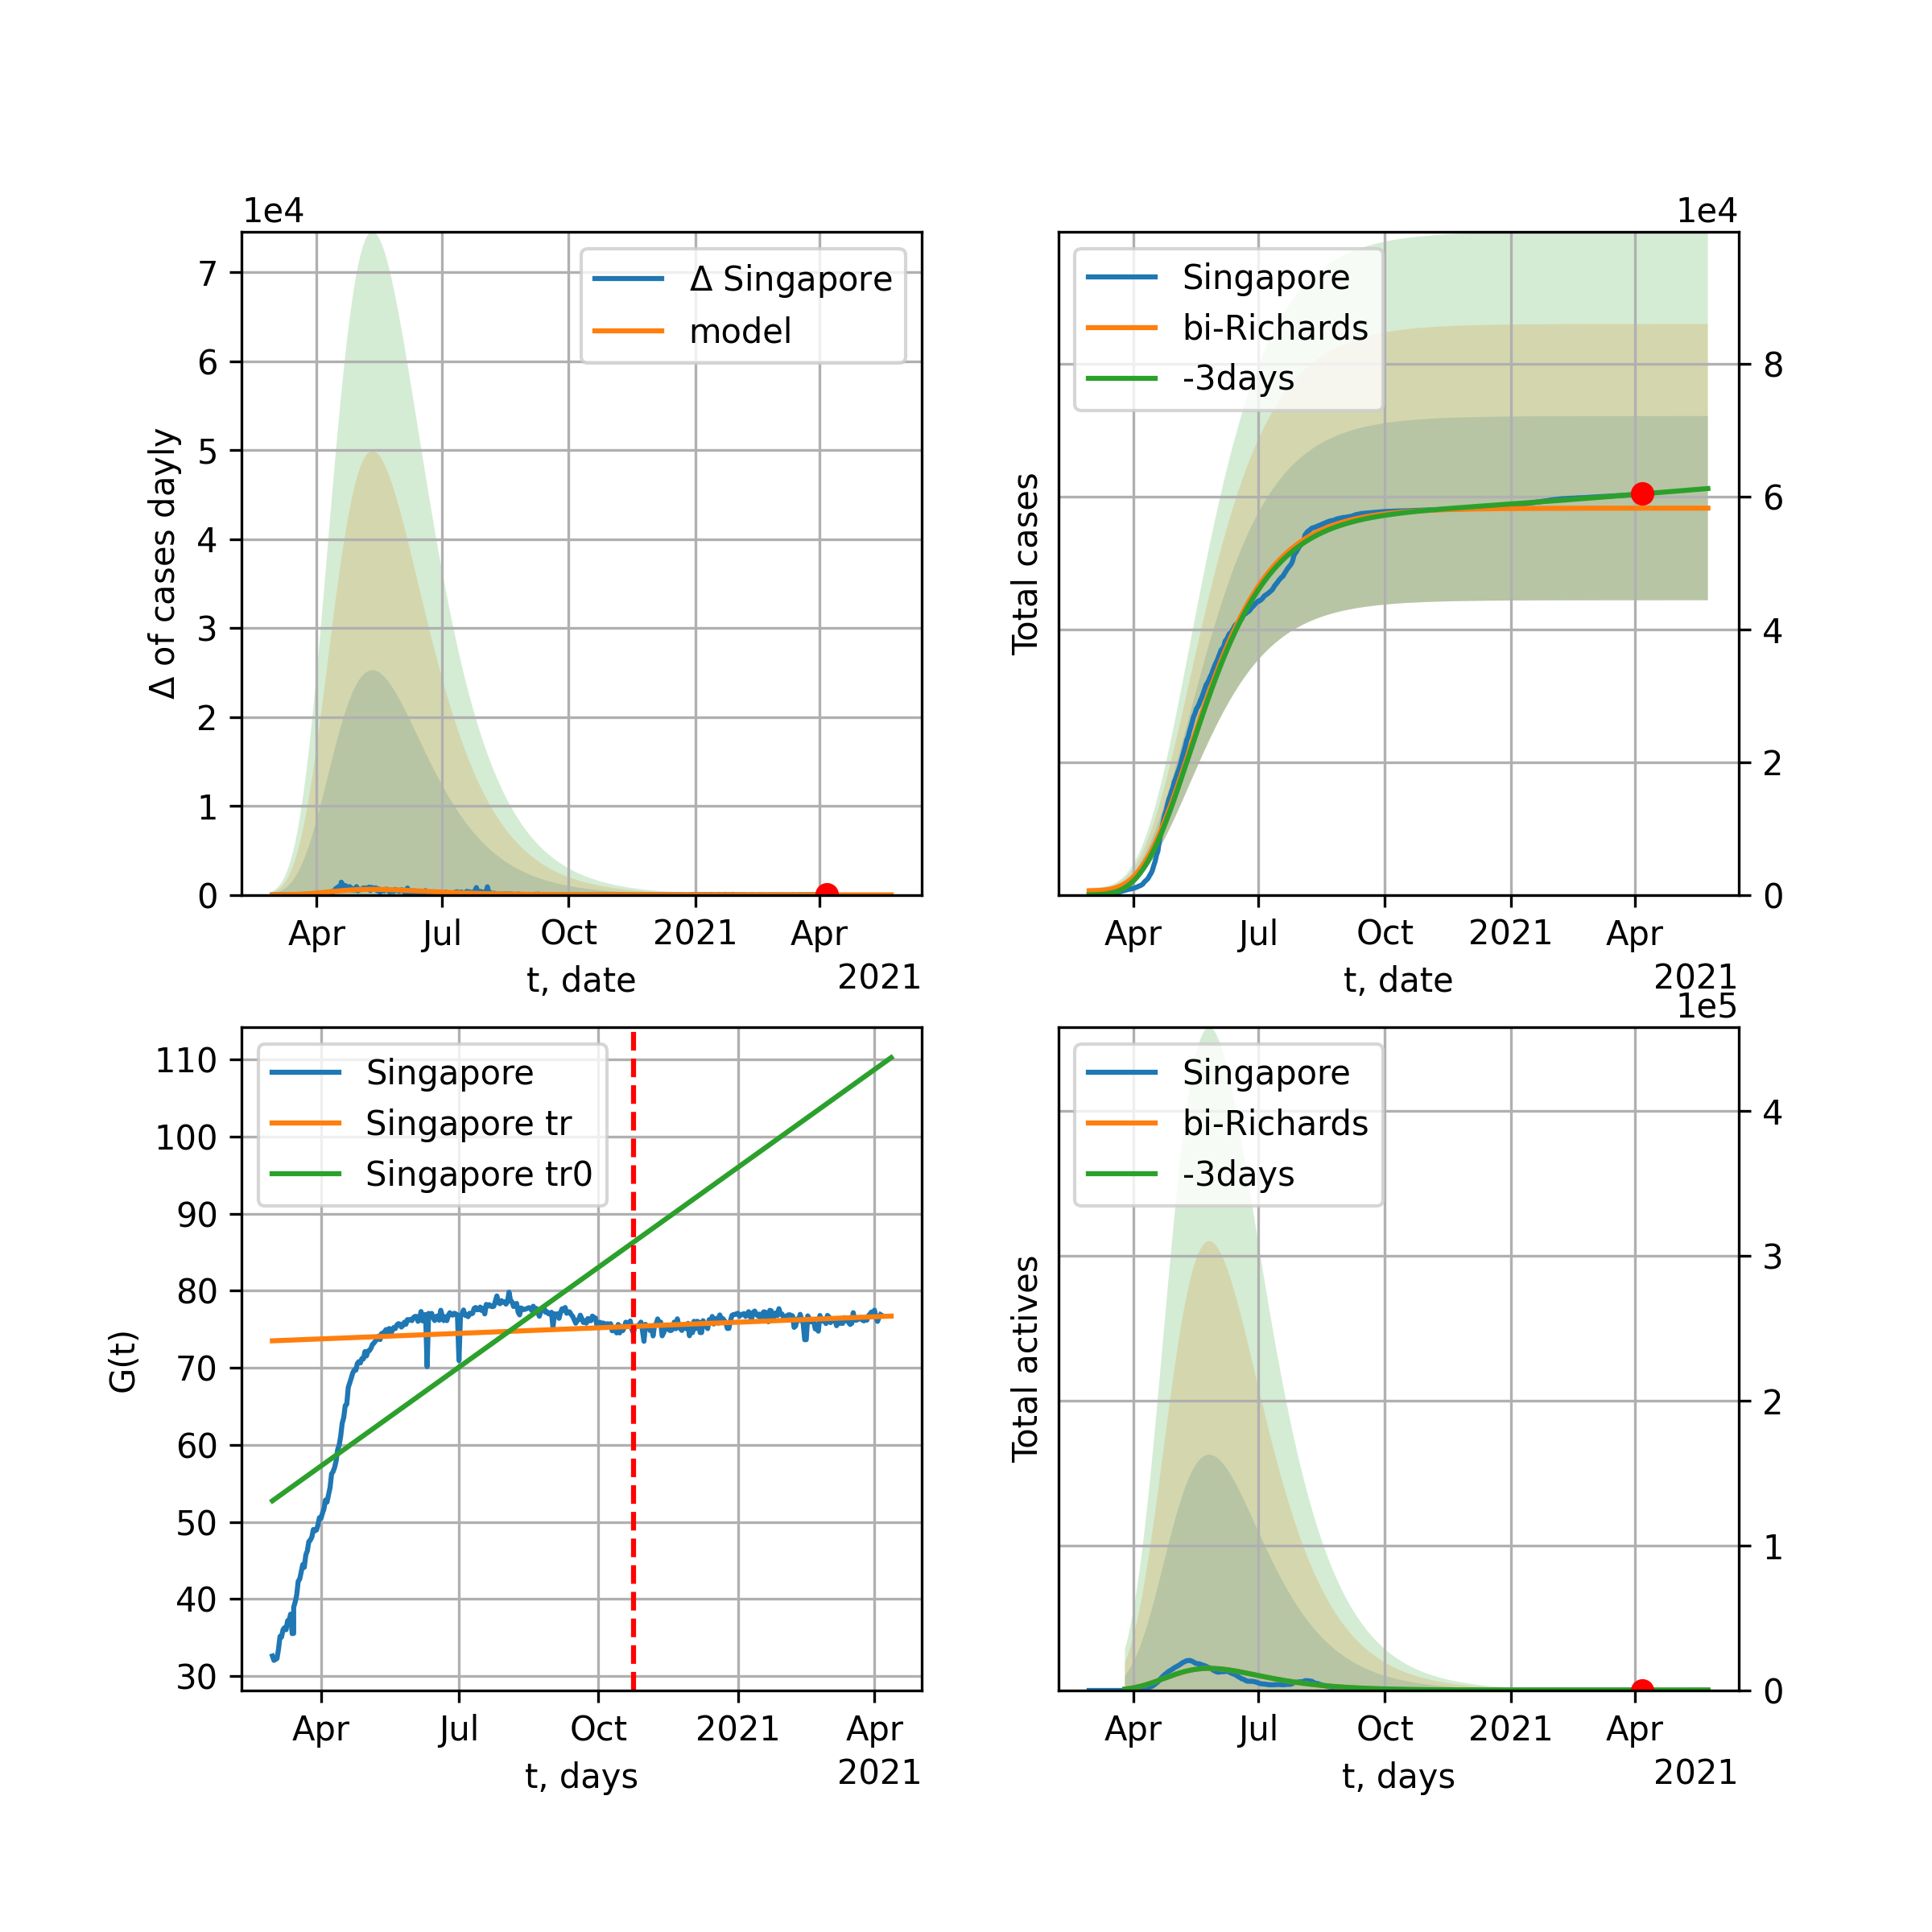 1e4
7
6
5
4
3
2
1
0
Δ of cases dayly
Δ Singapore
model
Apr Jul Oct 2021 Apr
t, date
2021
1e4
8
6
4
2
0
Total cases
Singapore
bi-Richards
-3days
Apr Jul Oct 2021 Apr
t, date
2021
110
100
90
80
70
60
50
40
30
G(t)
Singapore
Singapore tr
Singapore tr0
Apr Jul Oct 2021 Apr
t, days
2021
1e5
4
3
2
1
0
Total actives
Singapore
bi-Richards
-3days
Apr Jul Oct 2021 Apr
t, days
2021